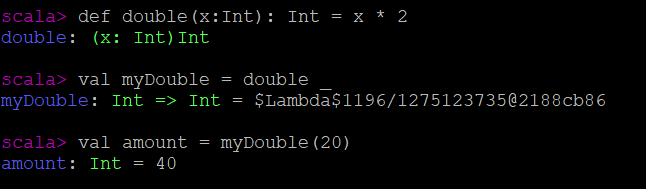 scala> def double(x:Int): Int = x * 2
double: (x: Int)Int
scala> val myDouble = double _
myDouble: Int => Int = $Lambda$1196/1275123735@2188cb86
scala> val amount = myDouble(20)
amount: Int = 40